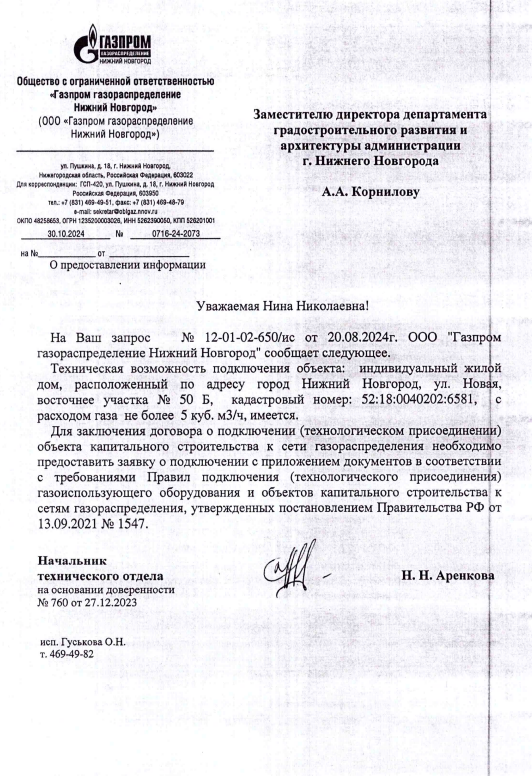 ГАЗПРОМ
ГАЗОРАСПРЕДЕЛЕНИЕ
НИЖНИЙ НОВГОРОД
Общество с ограниченной ответственностью
«Газпром газораспределение
Нижний Новгород»
(ООО «Газпром газораспределение
Нижний Новгород»)
ул. Пушкина, д. 18, г. Нижний Новгород,
Нижегородская область, Российская Федерация, 603022
Для корреспонденции: ГСП-420, ул. Пушкина, д. 18, г. Нижний Новгород
Российская Федерация, 603950
тел.: +7 (831) 469-49-51, факс: +7 (831) 469-48-79
e-mail: sekretar@oblgaz.nnov.ru
ОКПО 48258653, ОГРН 1235200003026, ИНН 5262390050, КПП 526201001
30.10.2024 № 0716-24-2073
на № от
О предоставлении информации
Заместителю директора департамента
градостроительного развития и
архитектуры администрации
г. Нижнего Новгорода
А.А. Корнилову
Уважаемая Нина Николаевна!
На Ваш запрос № 12-01-02-650/ис от 20.08.2024г. ООО "Газпром
газораспределение Нижний Новгород" сообщает следующее.
Техническая возможность подключения объекта: индивидуальный жилой
дом, расположенный по адресу город Нижний Новгород, ул. Новая,
восточнее участка № 50 Б, кадастровый номер: 52:18:0040202:6581, с
расходом газа не более 5 куб. м3/ч, имеется.
Для заключения договора о подключении (технологическом присоединении)
объекта капитального строительства к сети газораспределения необходимо
предоставить заявку о подключении с приложением документов в соответствии
с требованиями Правил подключения (технологического присоединения)
газоиспользующего оборудования и объектов капитального строительства к
сетям газораспределения, утвержденных постановлением Правительства РФ от
13.09.2021 № 1547.
Начальник
технического отдела
на основании доверенности
№ 760 от 27.12.2023
Н. Н. Аренкова
исп. Гуськова О.Н.
т. 469-49-82